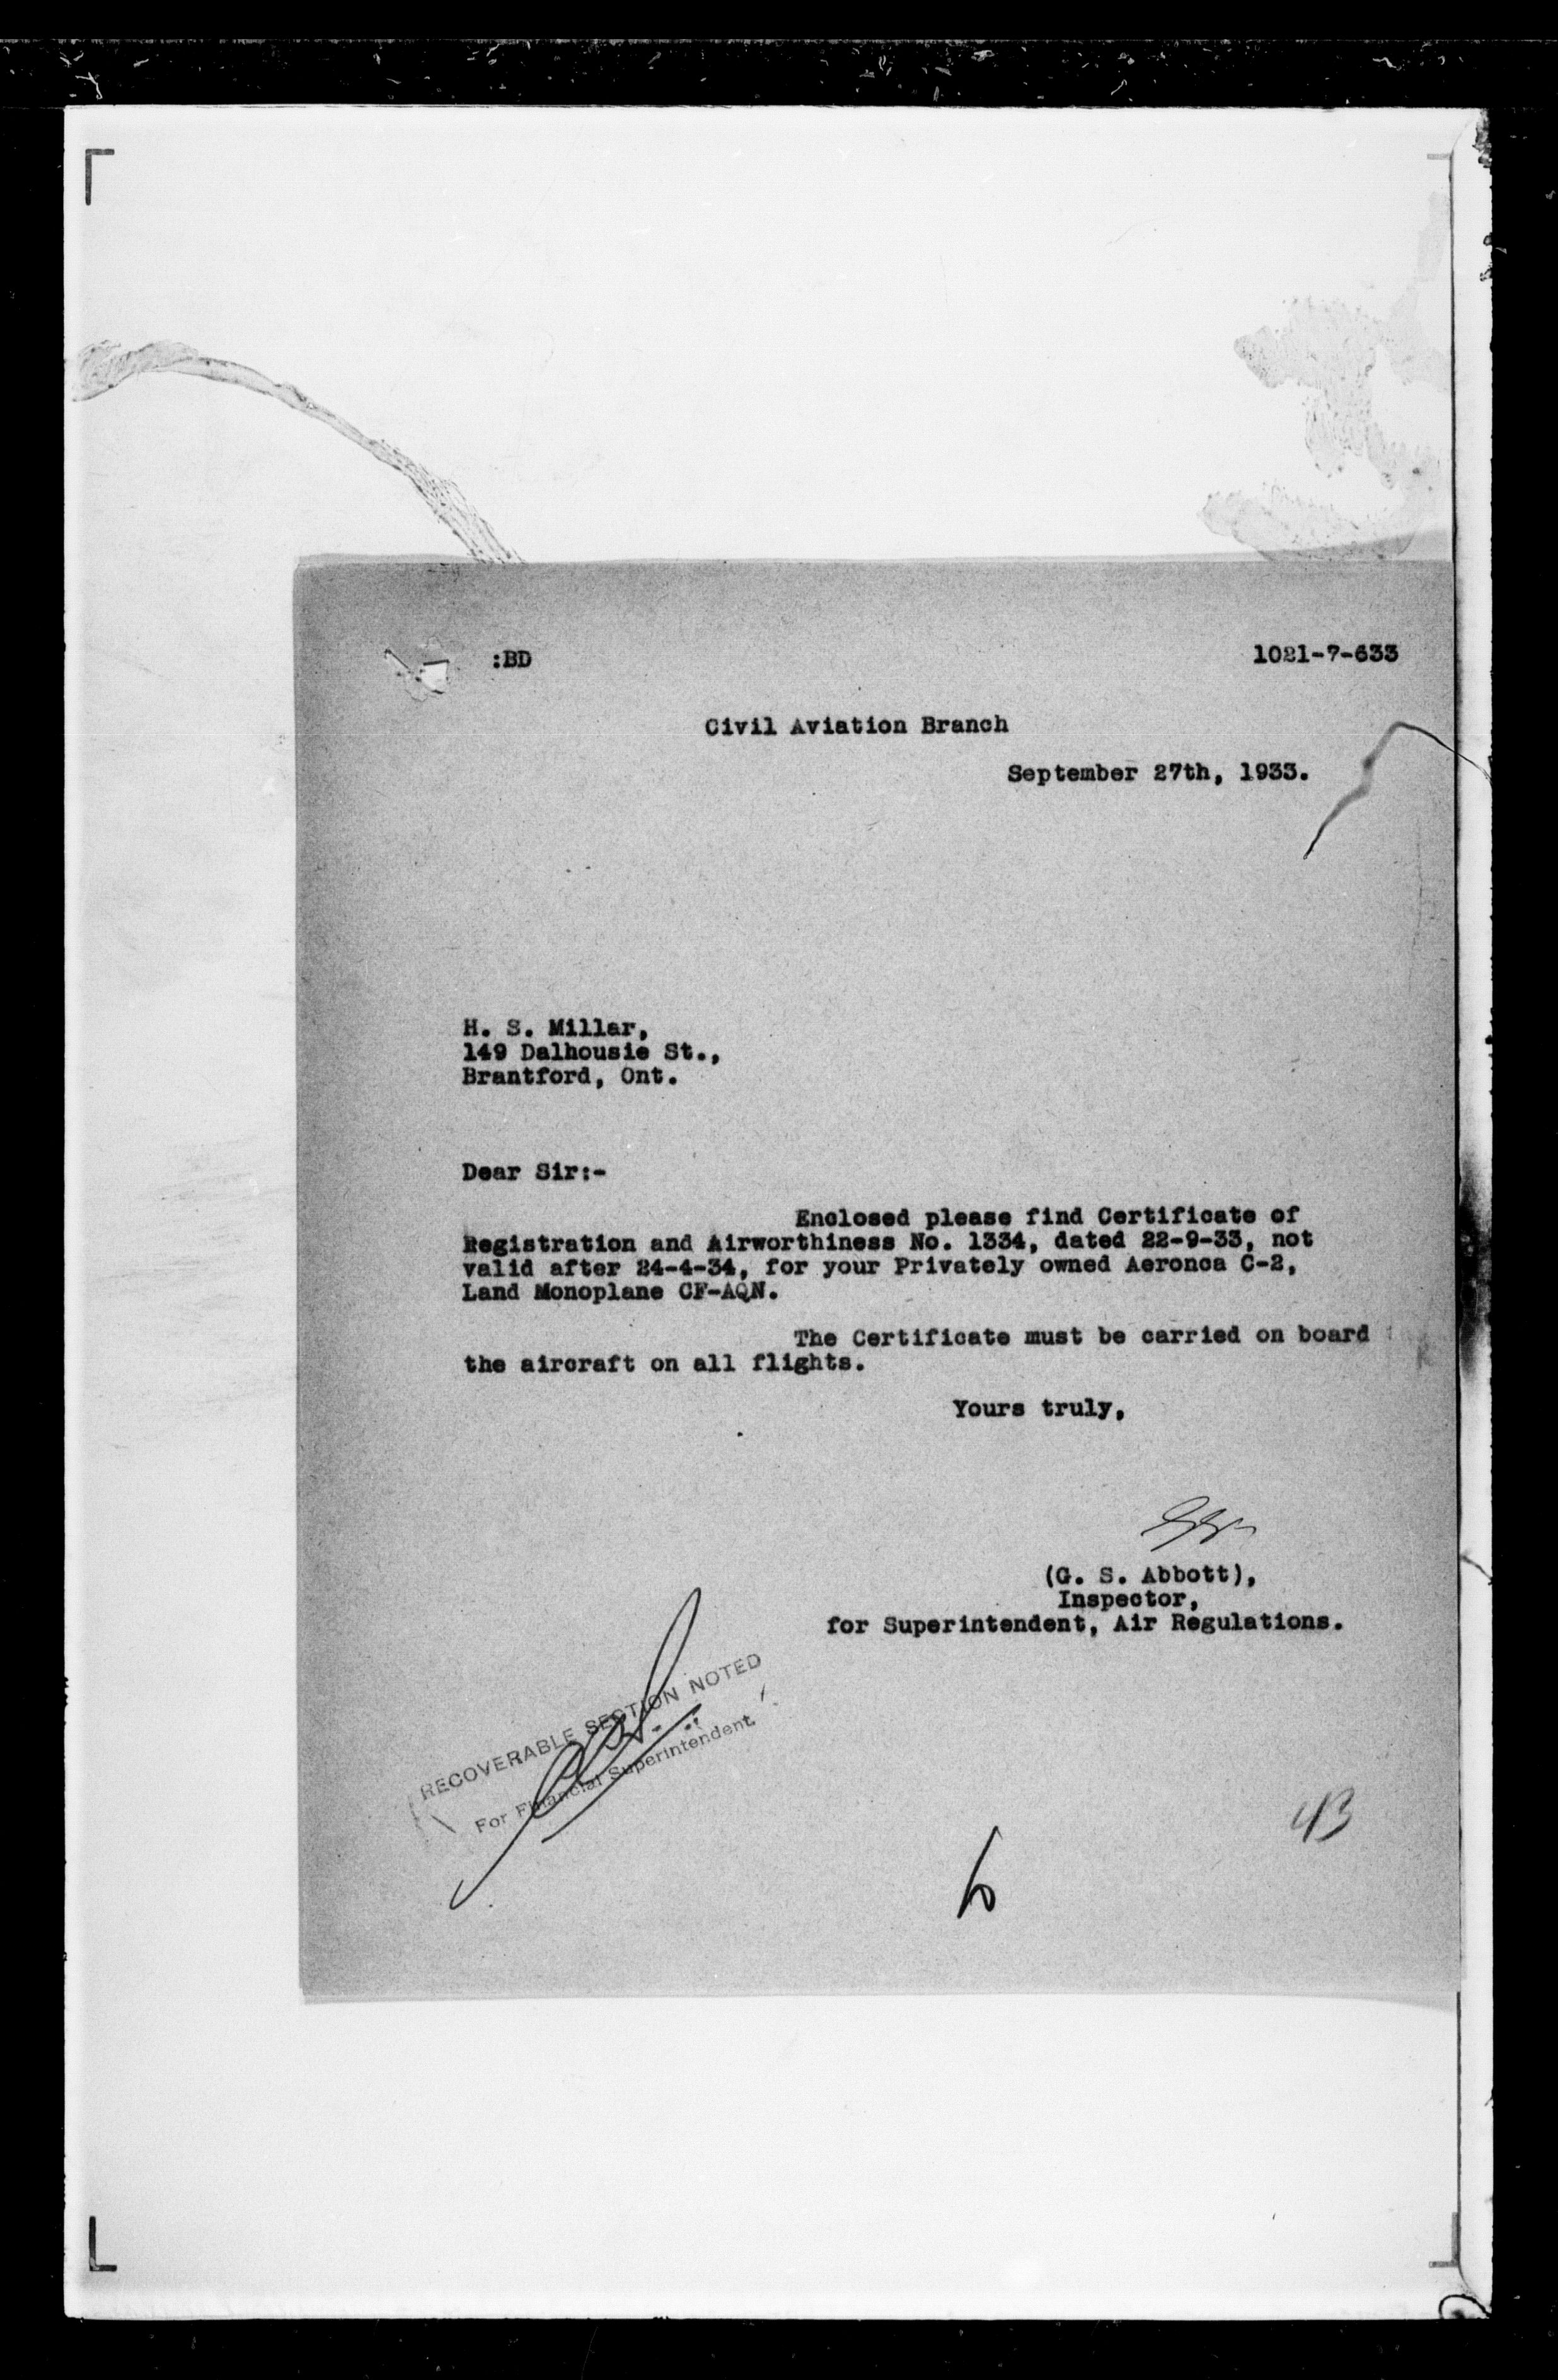 :BD
1021-7-633
Civil Aviation Branch
September 27th, 1933.
H. S. Millar,
149 Dalhousie St.,
Brantford, Ont.
Dear Sir:-
Enclosed please find Certificate of
Registration and Airworthiness No. 1334, dated 22-9-33, not
valid after 24-4-34, for your Privately owned Aeronca C-2,
Land Monoplane CF-AQN.
The Certificate must be carried on board
the aircraft on all flights.
Yours truly,
(G. S. Abbott),
Inspector,
for Superintendent, Air Regulations.
RECOVERABLE SECTION NOTED
For Financial Superintendent
43